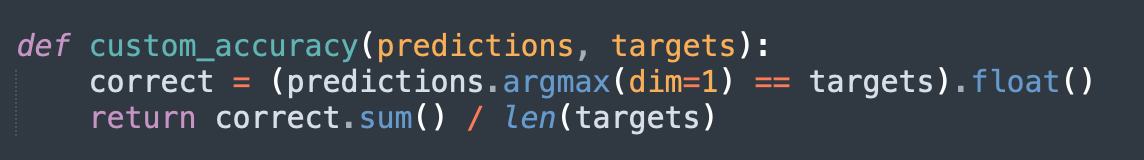 def custom_accuracy(predictions, targets):
    correct = (predictions.argmax(dim=1) == targets).float()
    return correct.sum() / len(targets)